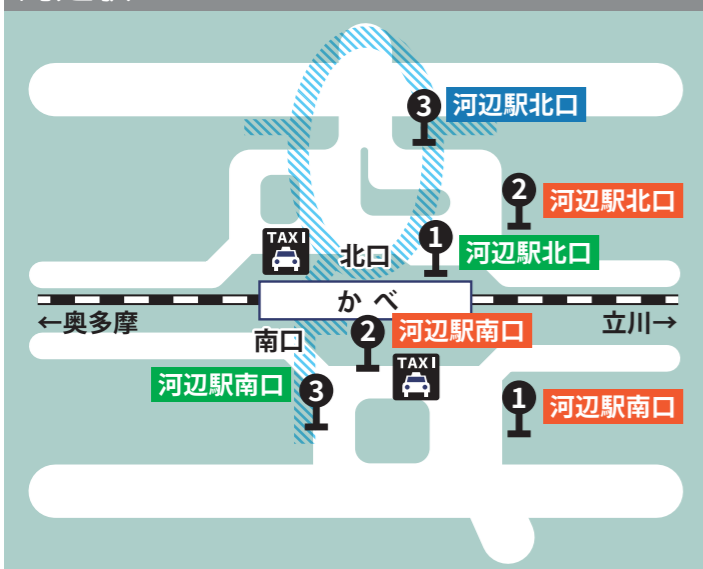 3 河辺駅北口
2 河辺駅北口
TAXI
1 河辺駅北口
北口
かべ
←奥多摩
立川→
南口
2 河辺駅南口
TAXI
河辺駅南口 3
1 河辺駅南口